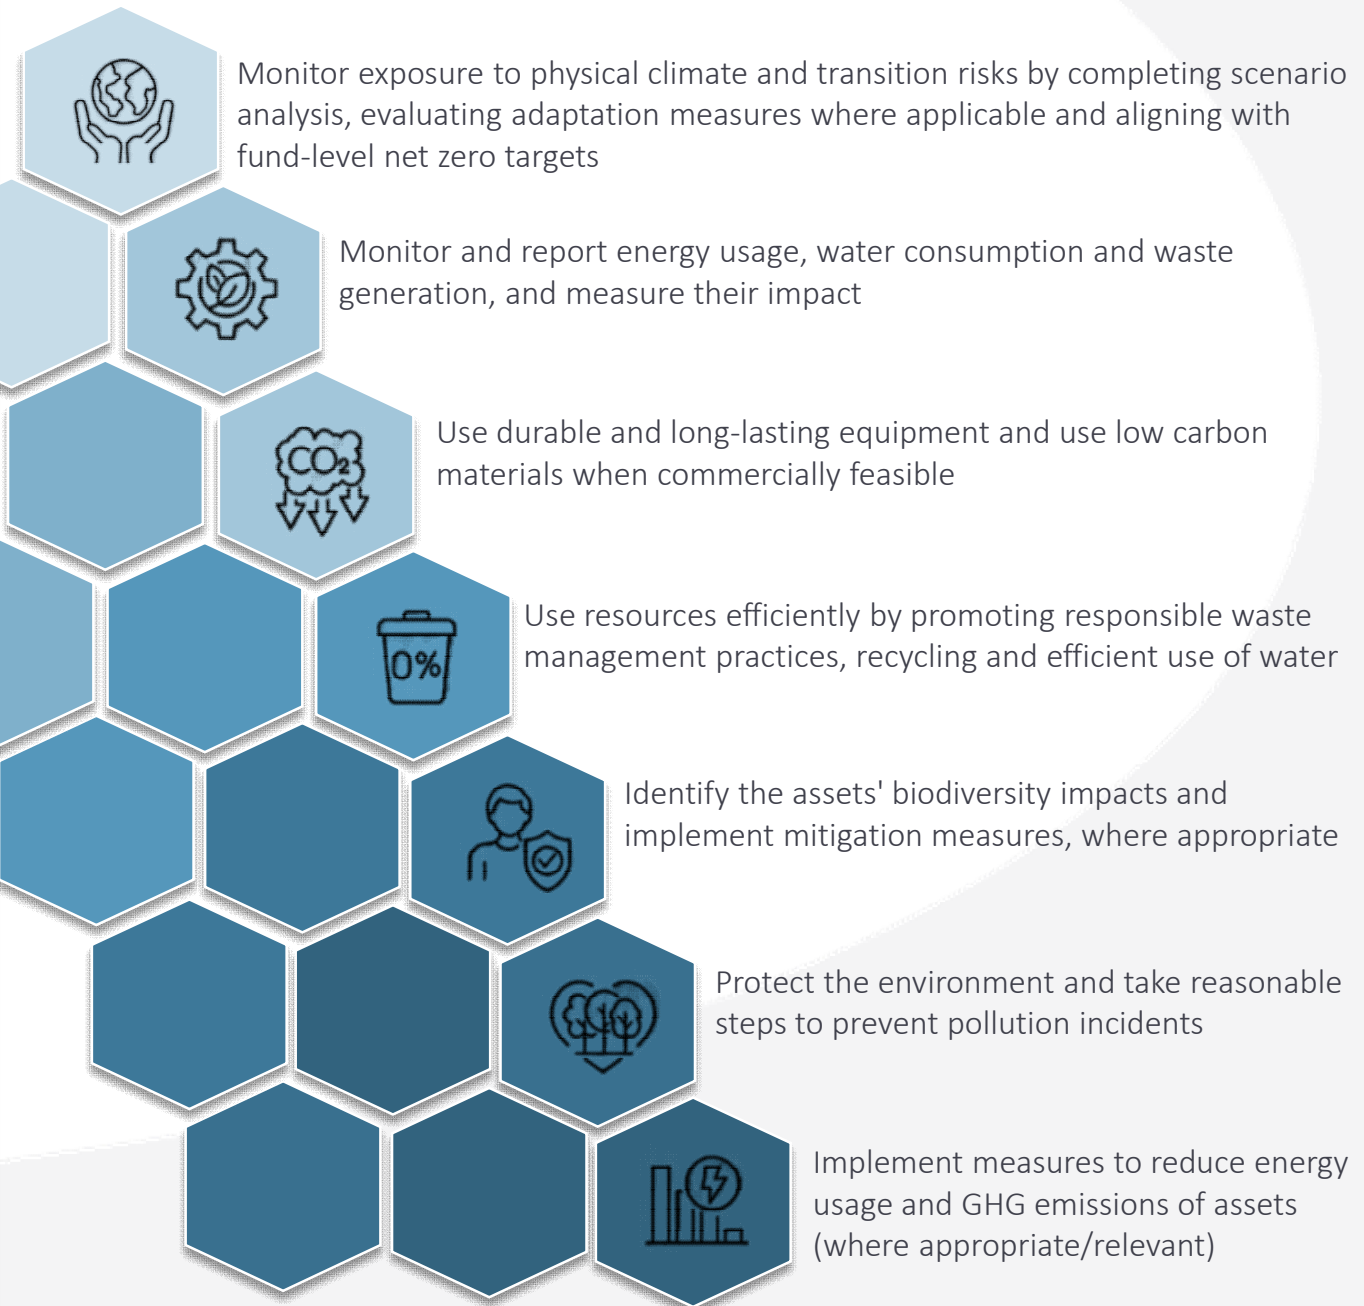 Monitor exposure to physical climate and transition risks by completing scenario
analysis, evaluating adaptation measures where applicable and aligning with
fund-level net zero targets
Monitor and report energy usage, water consumption and waste
generation, and measure their impact
CO2
Use durable and long-lasting equipment and use low carbon
materials when commercially feasible
0%
Use resources efficiently by promoting responsible waste
management practices, recycling and efficient use of water
Identify the assets' biodiversity impacts and
implement mitigation measures, where appropriate
Protect the environment and take reasonable
steps to prevent pollution incidents
Implement measures to reduce energy
usage and GHG emissions of assets
(where appropriate/relevant)